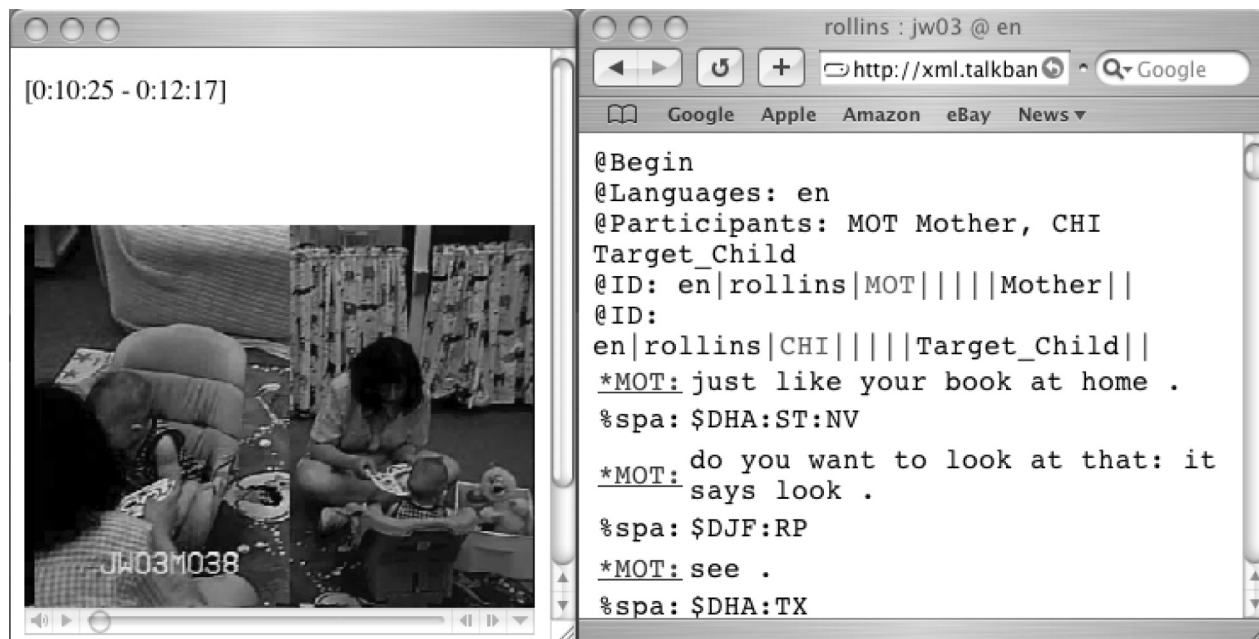 [0:10:25 - 0:12:17]
JW03M038
rollins : jw03 @ en
http://xml.talkban
Google
Google Apple Amazon eBay News
@Begin
@Languages: en
@Participants: MOT Mother, CHI
Target_Child
@ID: en|rollins|MOT|||||Mother||
@ID:
en|rollins|CHI|||||Target_Child||
*MOT: just like your book at home .
%spa: $DHA:ST:NV
*MOT: do you want to look at that: it
says look .
%spa: $DJF:RP
*MOT: see .
%spa: $DHA:TX